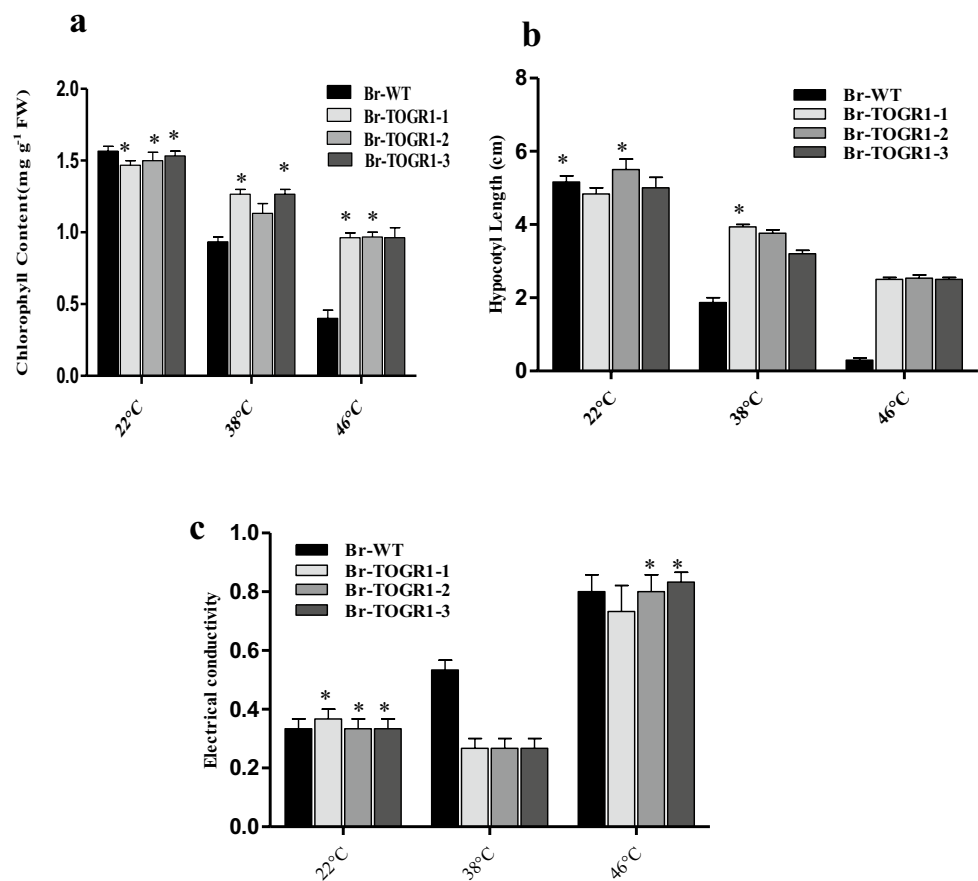 a
Chlorophyll Content(mg g⁻¹ FW)
2.0
1.5
1.0
0.5
0.0
Br-WT
Br-TOGR1-1
Br-TOGR1-2
Br-TOGR1-3
* * * *
* *
* *
22°C
38°C
46°C
b
Hypocotyl Length (cm)
8
6
4
2
0
Br-WT
Br-TOGR1-1
Br-TOGR1-2
Br-TOGR1-3
* *
*
22°C
38°C
46°C
c
Electrical conductivity
1.0
0.8
0.6
0.4
0.2
0.0
Br-WT
Br-TOGR1-1
Br-TOGR1-2
Br-TOGR1-3
* * *
* *
22°C
38°C
46°C